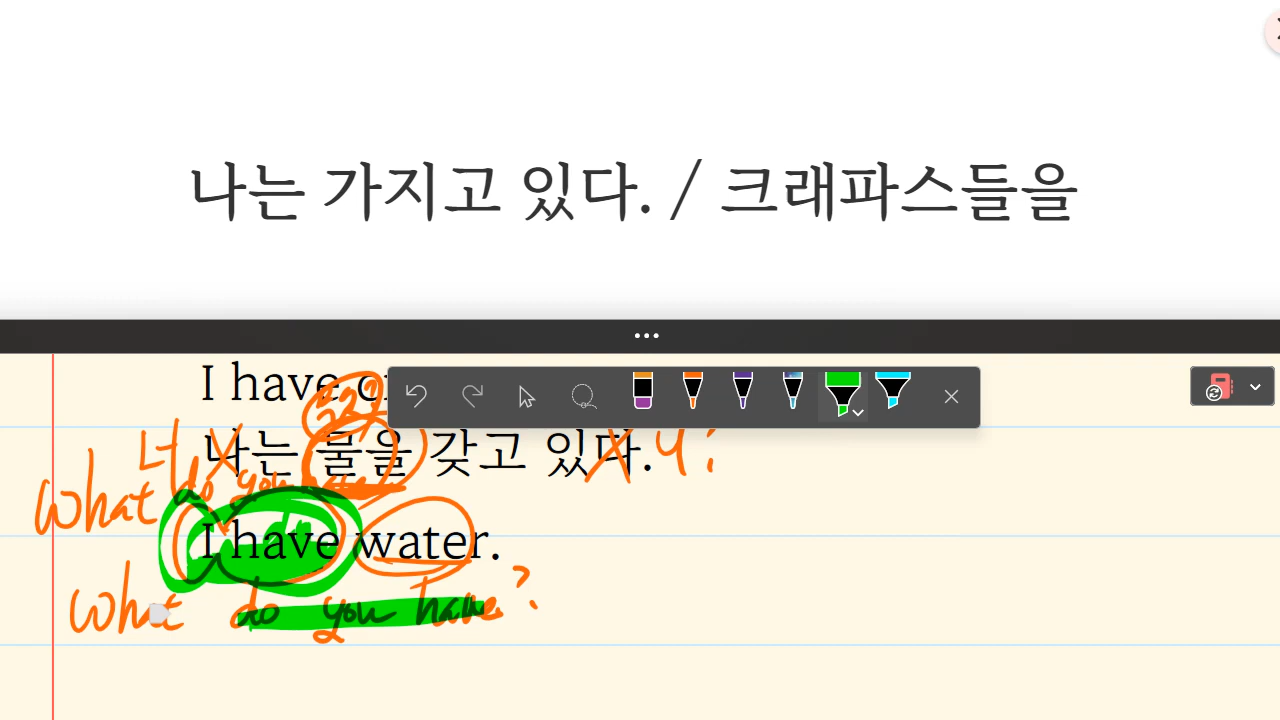 나는 가지고 있다. / 크래파스들을
I have
나는 물을 갖고 있다.
What do you have
I have water.
What do you have?